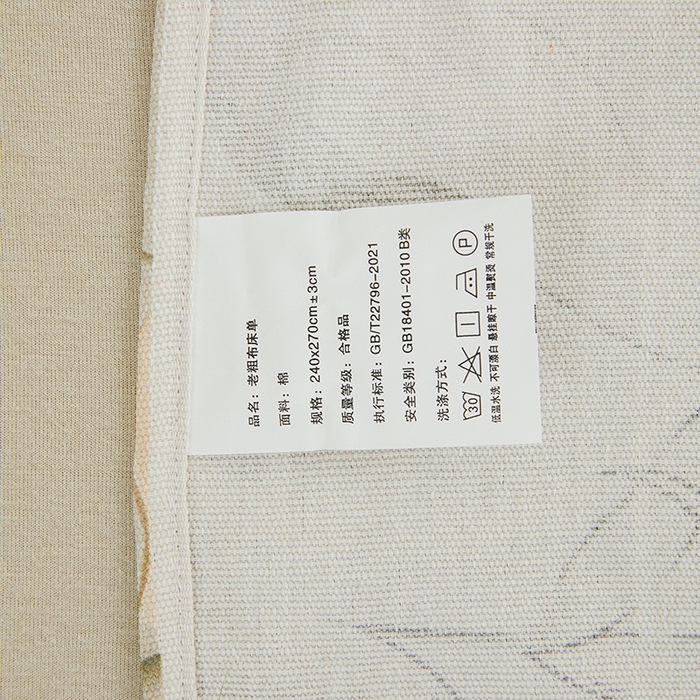 品名：老粗布床单
面料：棉
规格：240x270cm±3cm
质量等级：合格品
执行标准：GB/T22796-2021
安全类别：GB18401-2010 B类
洗涤方式：
30 P
低温水洗 不可漂白 悬挂晾干 中温熨烫 常规干洗